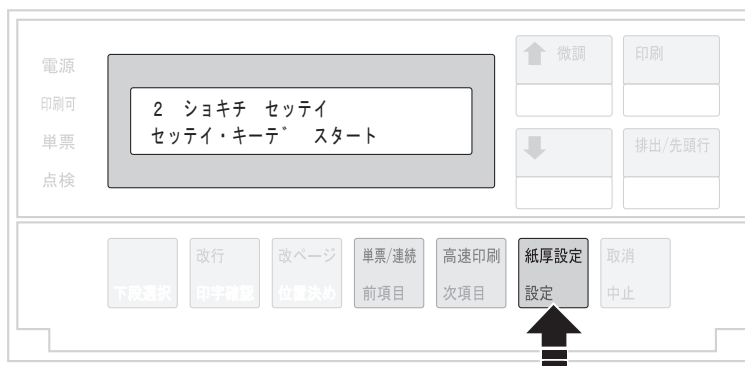 電源
印刷可
単票
点検
2 ショキチ セッテイ
セッテイ・キーデ スタート
微調
印刷
排出/先頭行
下段選択
改行
印字確認
改ページ
位置決め
単票/連続
前項目
高速印刷
次項目
紙厚設定
設定
取消
中止